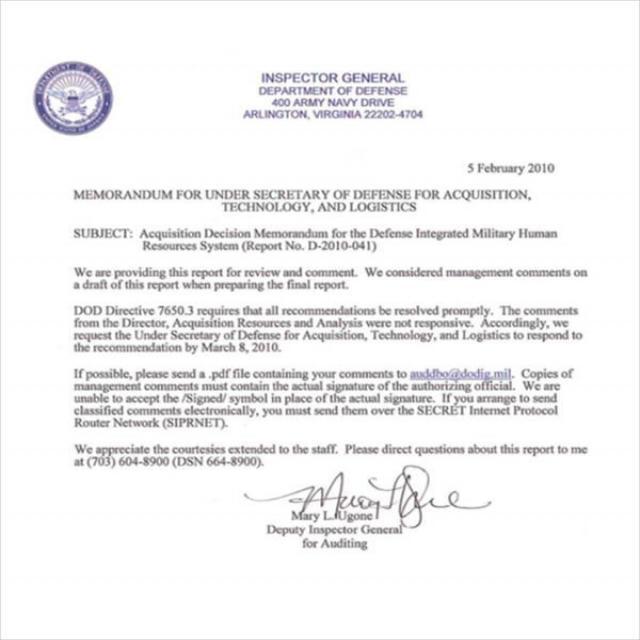 DEPARTMENT OF DEFENSE
UNITED STATES OF AMERICA
INSPECTOR GENERAL
DEPARTMENT OF DEFENSE
400 ARMY NAVY DRIVE
ARLINGTON, VIRGINIA 22202-4704
5 February 2010
MEMORANDUM FOR UNDER SECRETARY OF DEFENSE FOR ACQUISITION,
TECHNOLOGY, AND LOGISTICS
SUBJECT: Acquisition Decision Memorandum for the Defense Integrated Military Human
Resources System (Report No. D-2010-041)
We are providing this report for review and comment. We considered management comments on
a draft of this report when preparing the final report.
DOD Directive 7650.3 requires that all recommendations be resolved promptly. The comments
from the Director, Acquisition Resources and Analysis were not responsive. Accordingly, we
request the Under Secretary of Defense for Acquisition, Technology, and Logistics to respond to
the recommendation by March 8, 2010.
If possible, please send a .pdf file containing your comments to auddbo@dodig.mil. Copies of
management comments must contain the actual signature of the authorizing official. We are
unable to accept the /Signed/ symbol in place of the actual signature. If you arrange to send
classified comments electronically, you must send them over the SECRET Internet Protocol
Router Network (SIPRNET).
We appreciate the courtesies extended to the staff. Please direct questions about this report to me
at (703) 604-8900 (DSN 664-8900).
Mary L. Ugone
Deputy Inspector General
for Auditing